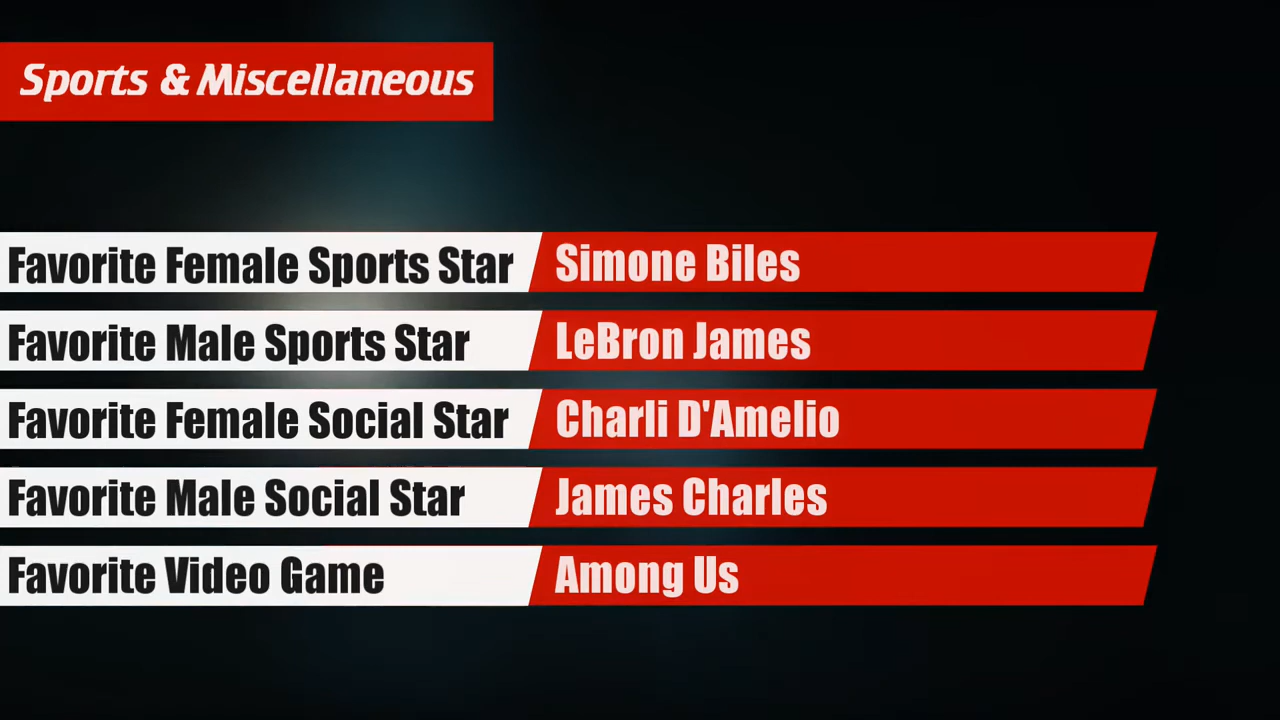 Sports & Miscellaneous
Favorite Female Sports Star Simone Biles
Favorite Male Sports Star LeBron James
Favorite Female Social Star Charli D'Amelio
Favorite Male Social Star James Charles
Favorite Video Game Among Us